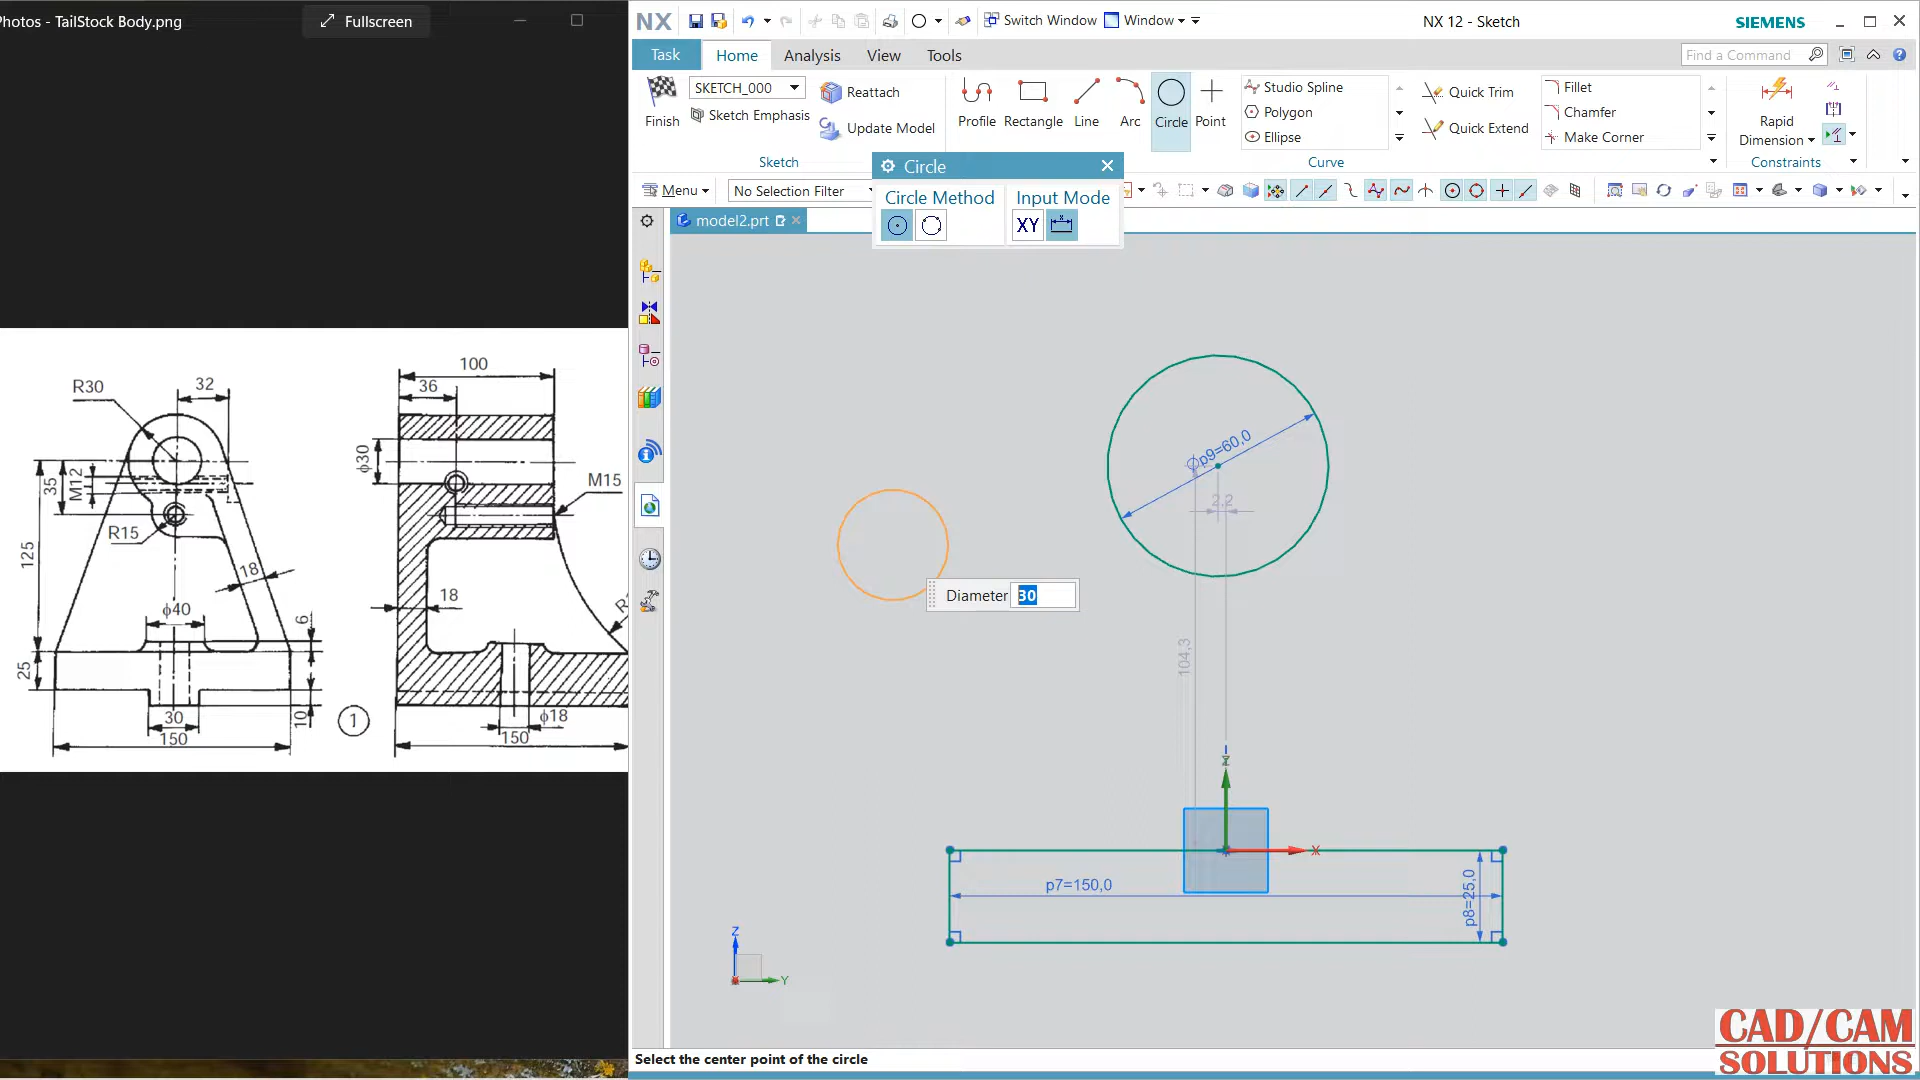 Photos - TailStock Body.png
Fullscreen
NX
Switch Window
Window
NX 12 - Sketch
SIEMENS
Task
Home
Analysis
View
Tools
Find a Command
Finish
SKETCH_000
Sketch Emphasis
Reattach
Update Model
Sketch
Profile
Rectangle
Line
Arc
Circle
Point
Studio Spline
Polygon
Ellipse
Quick Trim
Quick Extend
Fillet
Chamfer
Make Corner
Curve
Rapid
Dimension
Constraints
Menu
No Selection Filter
Circle
Circle Method
Input Mode
XY
model2.prt
R30
32
100
36
35
M12
ϕ30
M15
R15
125
18
18
ϕ40
6
25
30
10
150
1
ϕ18
150
R
Øp9=60,0
2,2
Diameter 30
104,3
Z
X
p7=150,0
p8=25,0
Z
Y
Select the center point of the circle
CAD/CAM
SOLUTIONS